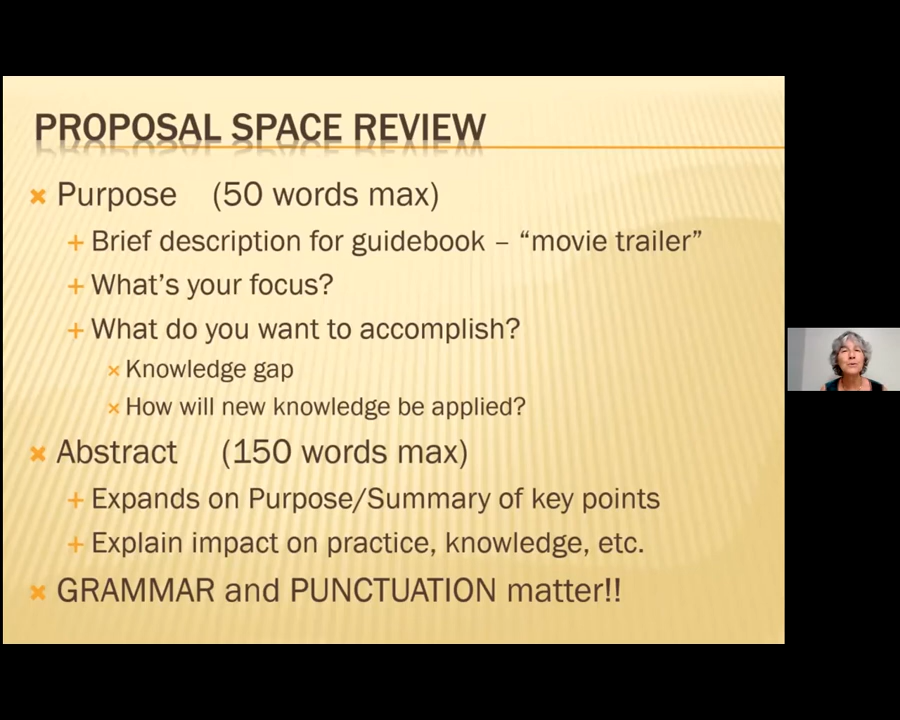 PROPOSAL SPACE REVIEW
Purpose (50 words max)
Brief description for guidebook – “movie trailer”
What’s your focus?
What do you want to accomplish?
Knowledge gap
How will new knowledge be applied?
Abstract (150 words max)
Expands on Purpose/Summary of key points
Explain impact on practice, knowledge, etc.
GRAMMAR and PUNCTUATION matter!!